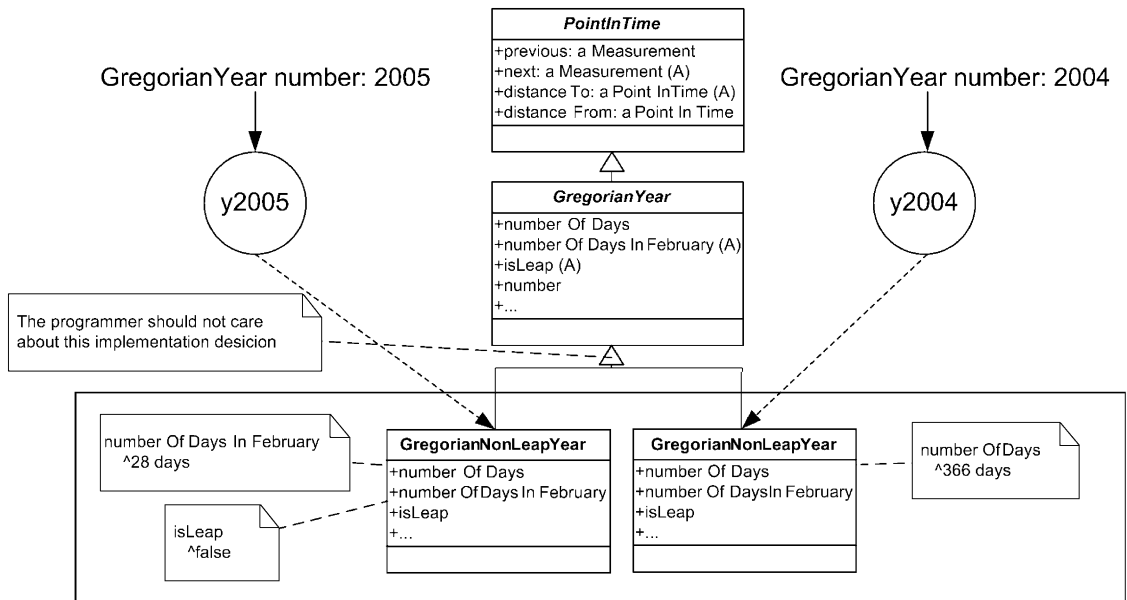 PointInTime
+previous: a Measurement
+next: a Measurement (A)
+distance To: a Point InTime (A)
+distance From: a Point In Time
GregorianYear number: 2005
GregorianYear number: 2004
y2005
y2004
GregorianYear
+number Of Days
+number Of Days In February (A)
+isLeap (A)
+number
+...
The programmer should not care
about this implementation desicion
number Of Days In February
^28 days
isLeap
^false
GregorianNonLeapYear
+number Of Days
+number Of Days In February
+isLeap
+...
GregorianNonLeapYear
+number Of Days
+number Of DaysIn February
+isLeap
+...
number OfDays
^366 days